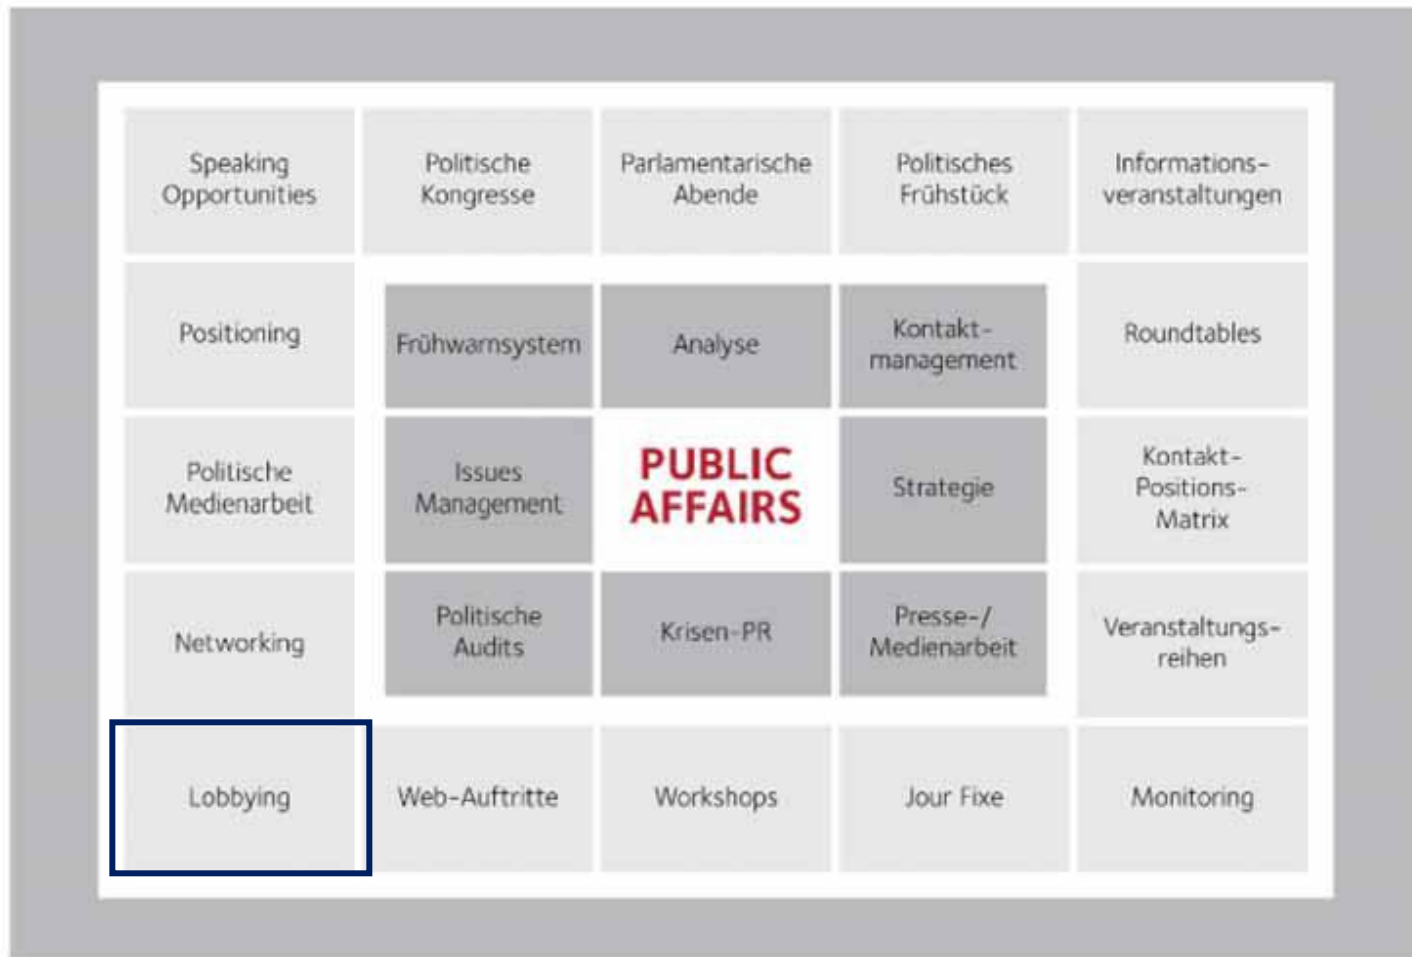 Speaking
Opportunities
Politische
Kongresse
Parlamentarische
Abende
Politisches
Frühstück
Informations-
veranstaltungen
Positioning
Frühwarnsystem
Analyse
Kontakt-
management
Roundtables
Politische
Medienarbeit
Issues
Management
PUBLIC
AFFAIRS
Strategie
Kontakt-
Positions-
Matrix
Networking
Politische
Audits
Krisen-PR
Presse-/
Medienarbeit
Veranstaltungs-
reihen
Lobbying
Web-Auftritte
Workshops
Jour Fixe
Monitoring